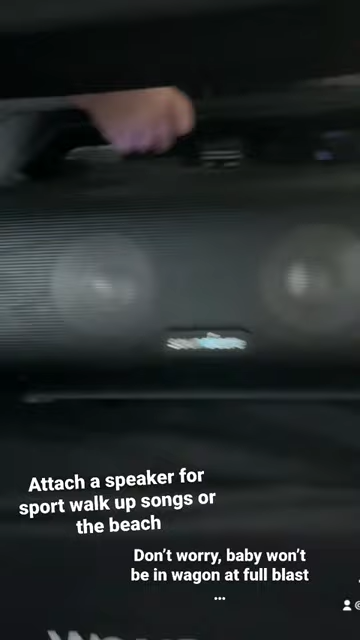 Attach a speaker for
sport walk up songs or
the beach
Don’t worry, baby won’t
be in wagon at full blast
...